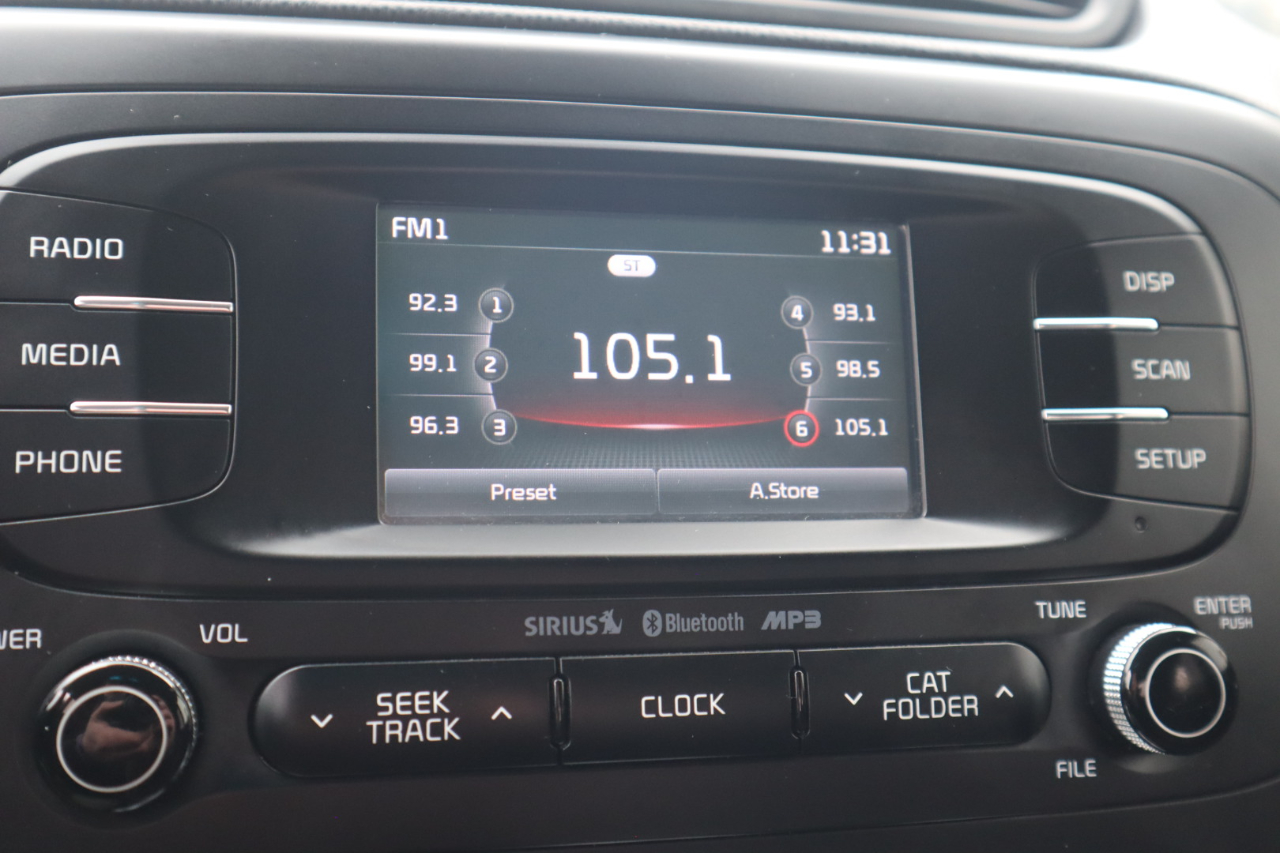 RADIO
MEDIA
PHONE
FM1
11:31
ST
92.3 1
99.1 2
96.3 3
105.1
4 93.1
5 98.5
6 105.1
Preset
A.Store
DISP
SCAN
SETUP
SIRIUS
Bluetooth
MP3
WER
VOL
SEEK
TRACK
CLOCK
CAT
FOLDER
TUNE
ENTER
PUSH
FILE